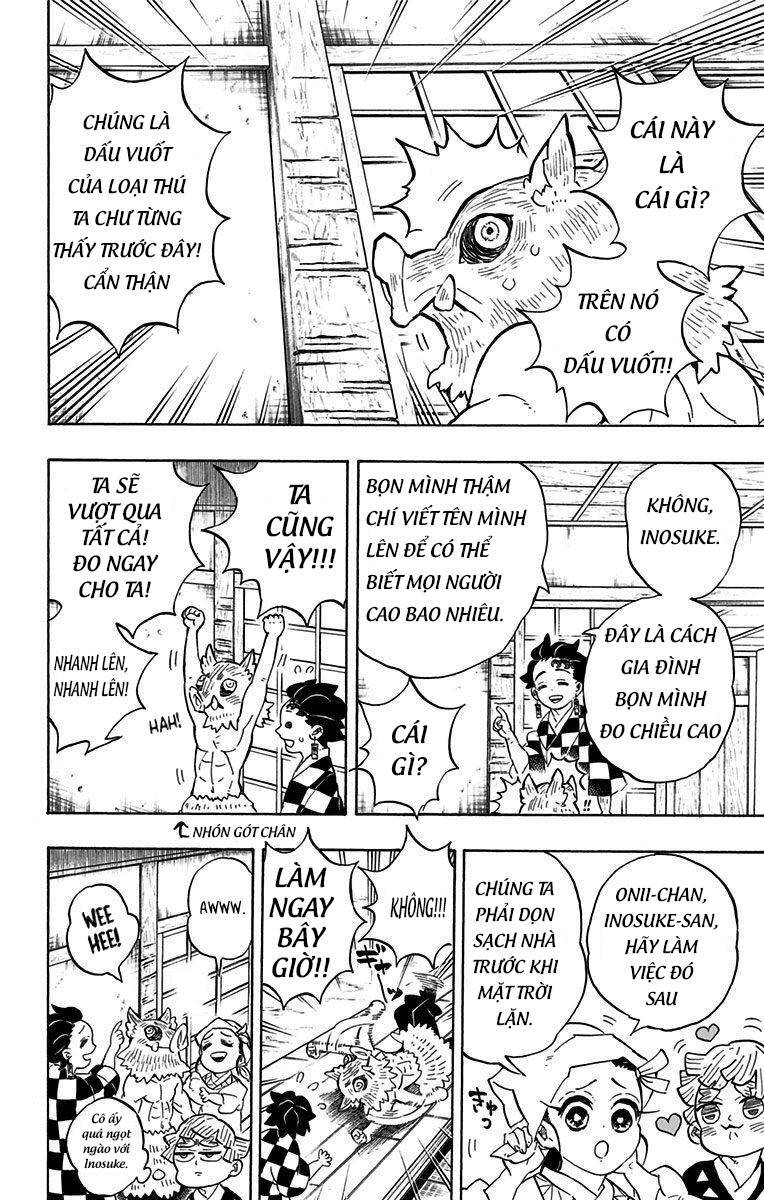 CÁI NÀY
LÀ
CÁI GÌ?
TRÊN NÓ
CÓ
DẤU VUỐT!!
CHÚNG LÀ
DẤU VUỐT
CỦA LOẠI THÚ
TA CHƯ TỪNG
THẤY TRƯỚC ĐÂY!
CẨN THẬN
KHÔNG,
INOSUKE.
ĐÂY LÀ CÁCH
GIA ĐÌNH
BỌN MÌNH
ĐO CHIỀU CAO
BỌN MÌNH THẬM
CHÍ VIẾT TÊN MÌNH
LÊN ĐỂ CÓ THỂ
BIẾT MỌI NGƯỜI
CAO BAO NHIÊU.
CÁI
GÌ?
TA
CŨNG
VẬY!!!
TA SẼ
VƯỢT QUA
TẤT CẢ!
ĐO NGAY
CHO TA!
NHANH LÊN,
NHANH LÊN!
HAH!
NHÓN GÓT CHÂN
ONII-CHAN,
INOSUKE-SAN,
HÃY LÀM
VIỆC ĐÓ
SAU
CHÚNG TA
PHẢI DỌN
SẠCH NHÀ
TRƯỚC KHI
MẶT TRỜI
LẶN.
きゅっ
KHÔNG!!!
LÀM
NGAY
BÂY
GIỜ!!
AWWW.
WEE
HEE!
Cô ấy
quá ngọt
ngào với
Inosuke.